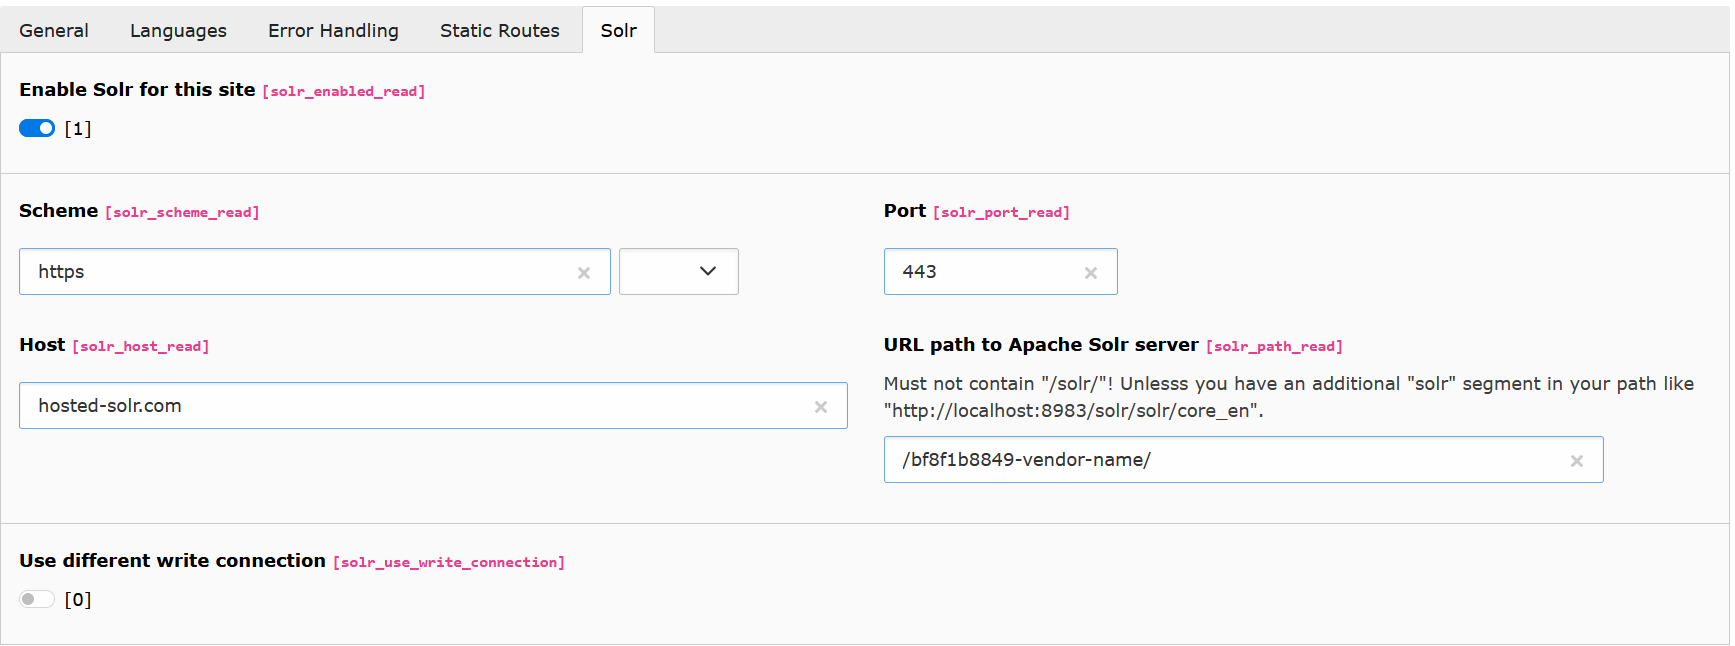 General Languages Error Handling Static Routes Solr
Enable Solr for this site [solr_enabled_read]
[1]
Scheme [solr_scheme_read]
https
Port [solr_port_read]
443
Host [solr_host_read]
hosted-solr.com
URL path to Apache Solr server [solr_path_read]
Must not contain "/solr/"! Unlesss you have an additional "solr" segment in your path like
"http://localhost:8983/solr/solr/core_en".
/bf8f1b8849-vendor-name/
Use different write connection [solr_use_write_connection]
[0]